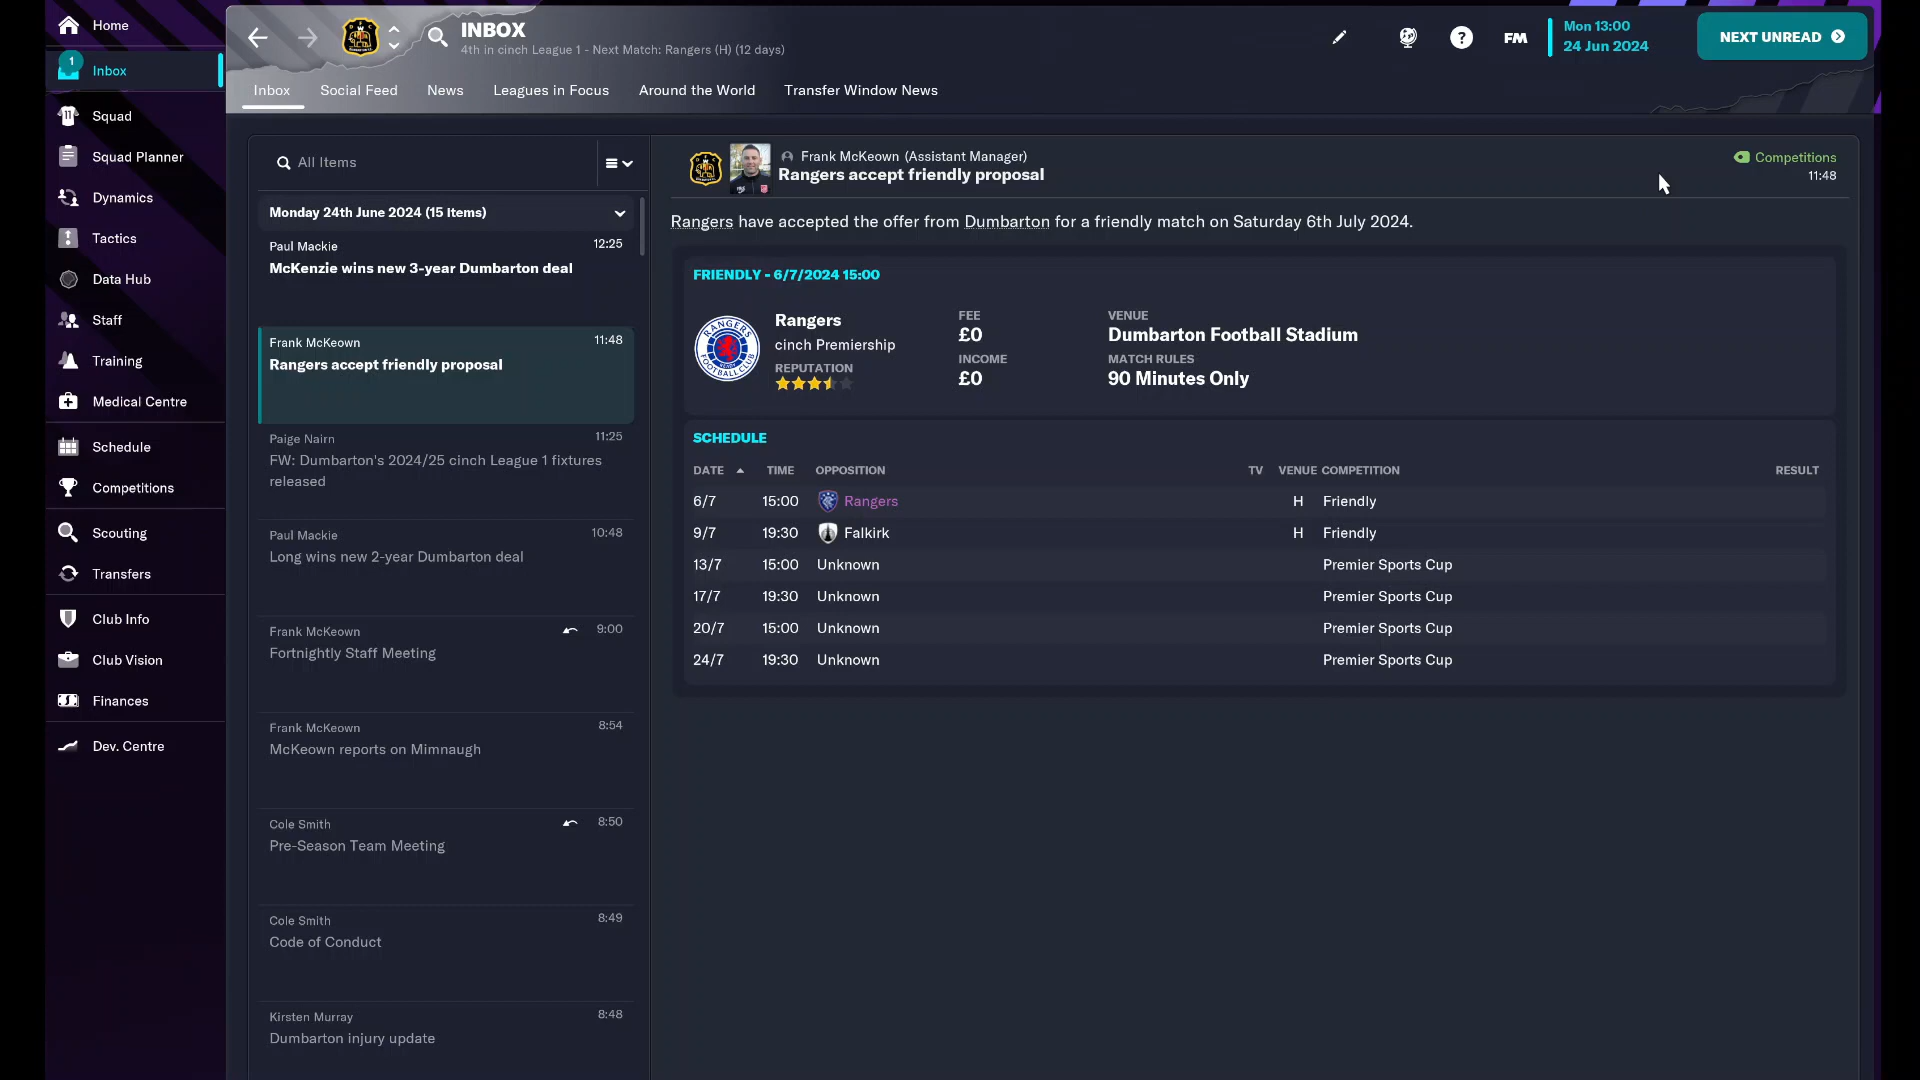 Home
1
Inbox
Squad
Squad Planner
Dynamics
Tactics
Data Hub
Staff
Training
Medical Centre
Schedule
Competitions
Scouting
Transfers
Club Info
Club Vision
Finances
Dev. Centre
INBOX
4th in cinch League 1 - Next Match: Rangers (H) (12 days)
? FM
Mon 13:00
24 Jun 2024
NEXT UNREAD
Inbox Social Feed News Leagues in Focus Around the World Transfer Window News
All Items
Monday 24th June 2024 (15 Items)
Paul Mackie 12:25
McKenzie wins new 3-year Dumbarton deal
Frank McKeown 11:48
Rangers accept friendly proposal
Paige Nairn 11:25
FW: Dumbarton's 2024/25 cinch League 1 fixtures
released
Paul Mackie 10:48
Long wins new 2-year Dumbarton deal
Frank McKeown 9:00
Fortnightly Staff Meeting
Frank McKeown 8:54
McKeown reports on Mimnaugh
Cole Smith 8:50
Pre-Season Team Meeting
Cole Smith 8:49
Code of Conduct
Kirsten Murray 8:48
Dumbarton injury update
Frank McKeown (Assistant Manager)
Rangers accept friendly proposal
Competitions
11:48
Rangers have accepted the offer from Dumbarton for a friendly match on Saturday 6th July 2024.
FRIENDLY - 6/7/2024 15:00
RANGERS
FOOTBALL CLUB
Rangers
cinch Premiership
REPUTATION
FEE
£0
INCOME
£0
VENUE
Dumbarton Football Stadium
MATCH RULES
90 Minutes Only
SCHEDULE
DATE TIME OPPOSITION TV VENUE COMPETITION RESULT
6/7 15:00 Rangers H Friendly
9/7 19:30 Falkirk H Friendly
13/7 15:00 Unknown Premier Sports Cup
17/7 19:30 Unknown Premier Sports Cup
20/7 15:00 Unknown Premier Sports Cup
24/7 19:30 Unknown Premier Sports Cup